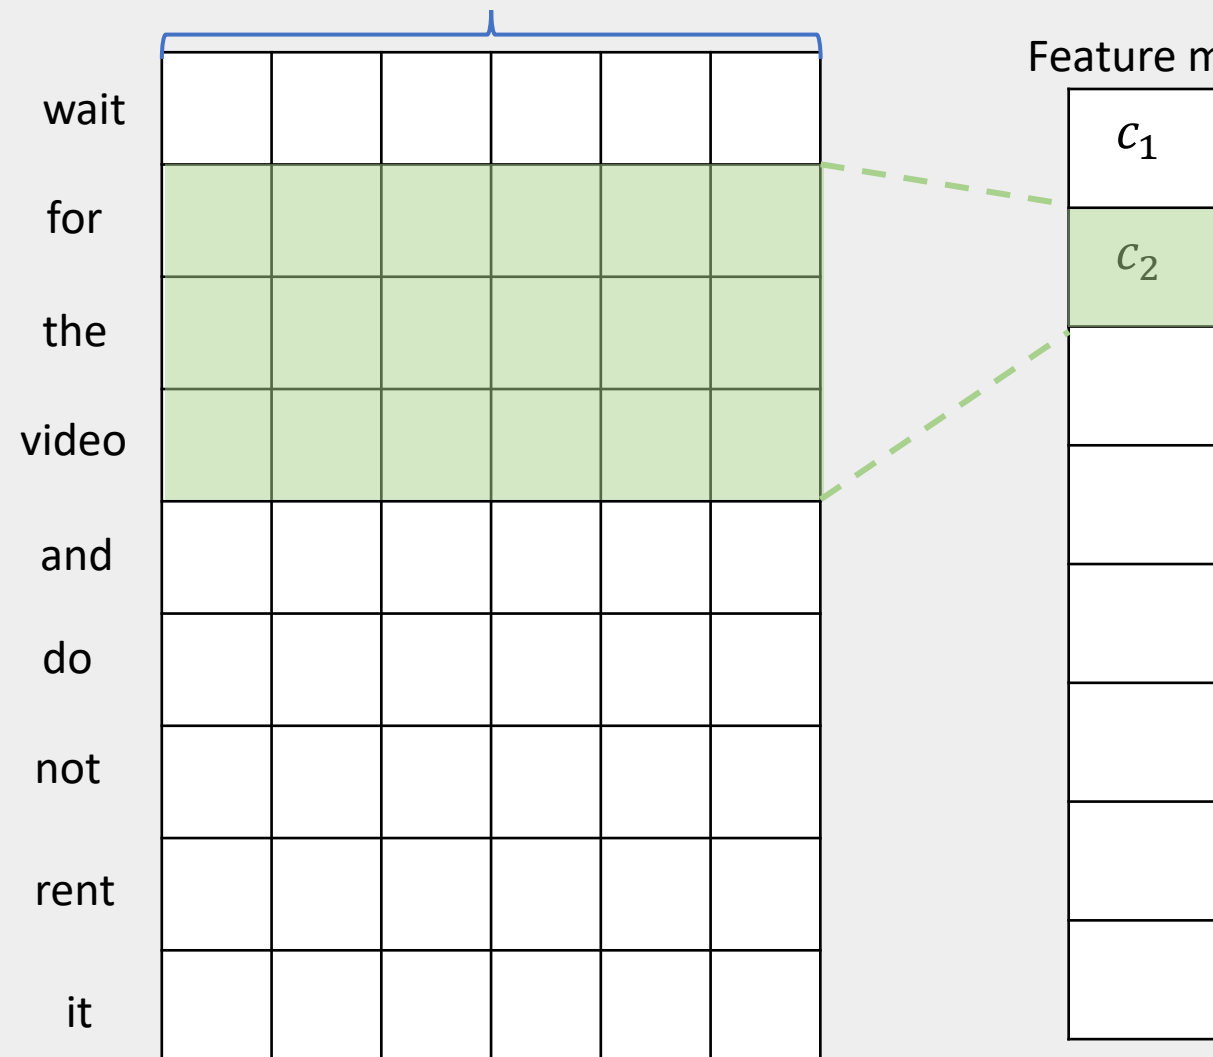 Feature m
wait
c₁
for
c₂
the
video
and
do
not
rent
it